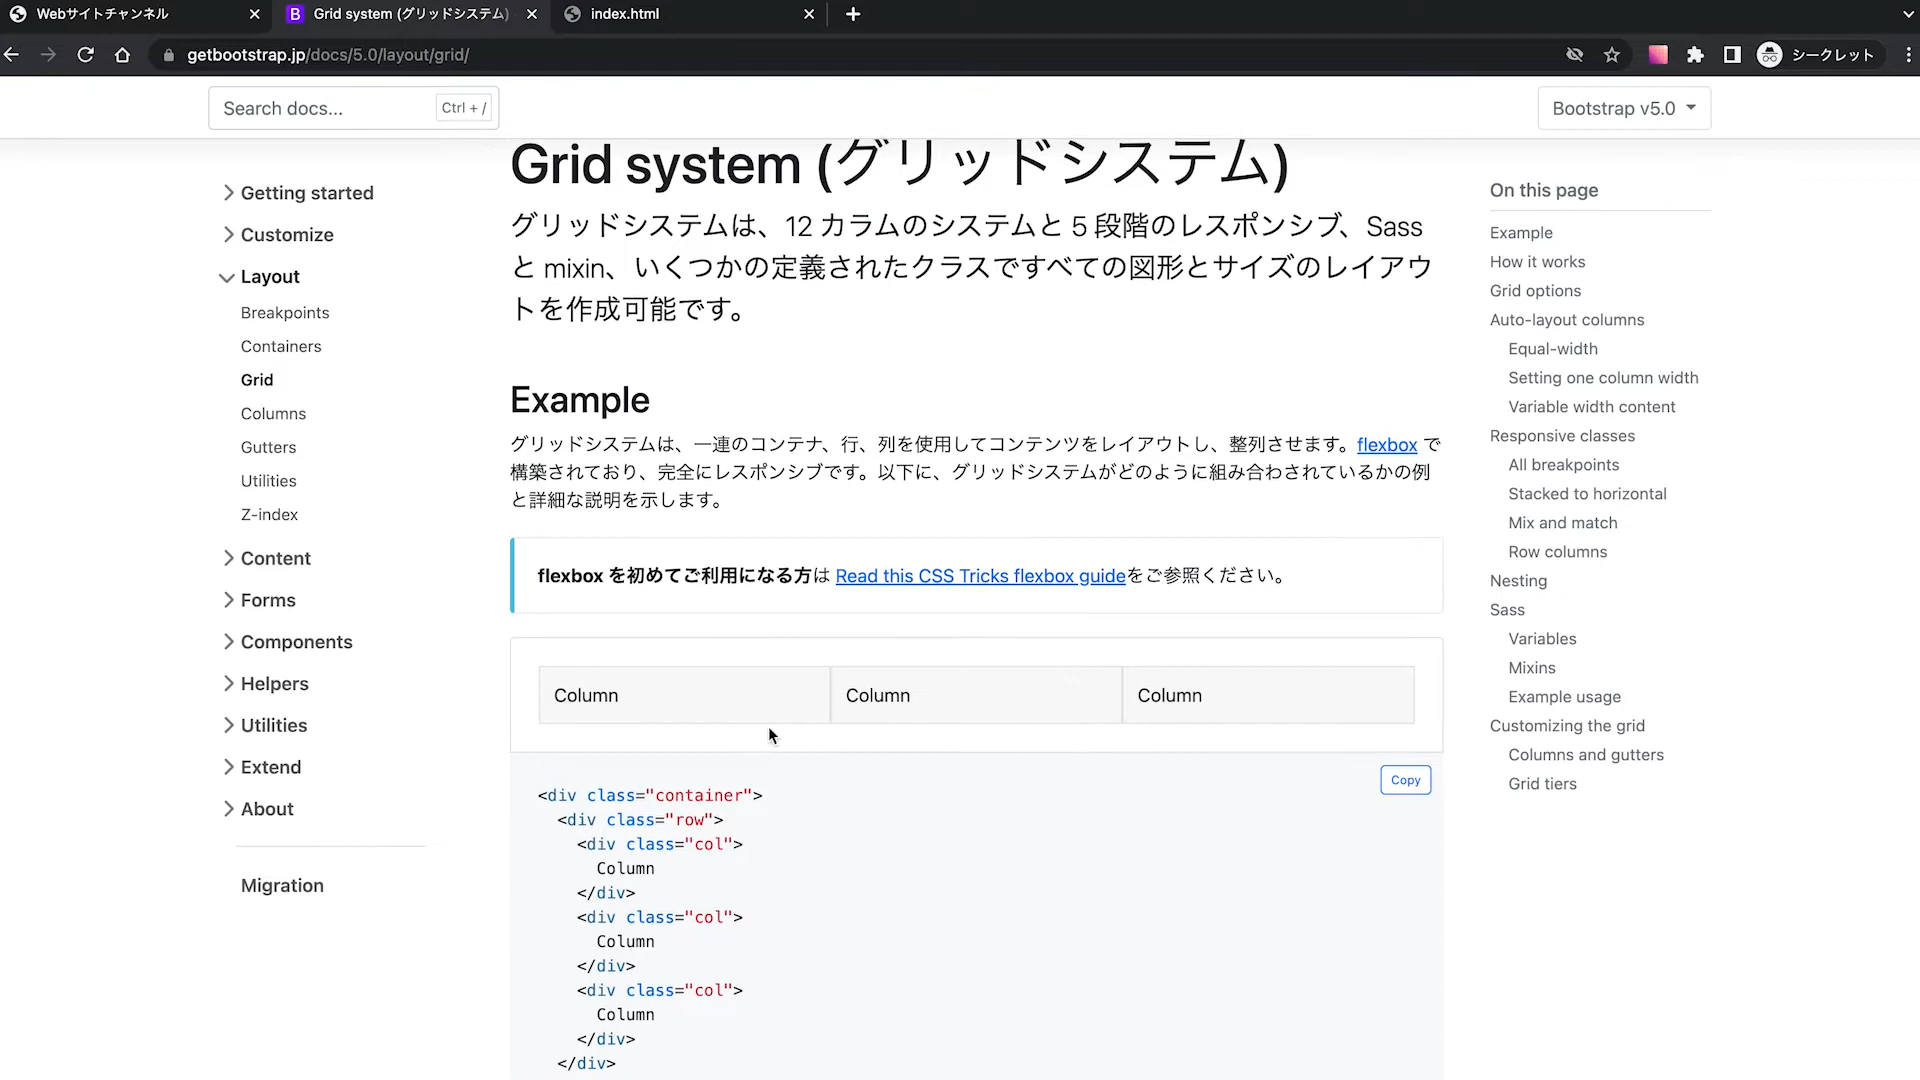 Webサイトチャンネル
Grid system (グリッドシステム)
index.html
getbootstrap.jp/docs/5.0/layout/grid/
シークレット
Search docs...
Ctrl + /
Bootstrap v5.0
Getting started
Customize
Layout
Breakpoints
Containers
Grid
Columns
Gutters
Utilities
Z-index
Content
Forms
Components
Helpers
Utilities
Extend
About
Migration
Grid system (グリッドシステム)
グリッドシステムは、12 カラムのシステムと 5 段階のレスポンシブ、Sass
と mixin、いくつかの定義されたクラスですべての図形とサイズのレイアウ
トを作成可能です。
Example
グリッドシステムは、一連のコンテナ、行、列を使用してコンテンツをレイアウトし、整列させます。flexbox で
構築されており、完全にレスポンシブです。以下に、グリッドシステムがどのように組み合わされているかの例
と詳細な説明を示します。
flexbox を初めてご利用になる方は Read this CSS Tricks flexbox guideをご参照ください。
Column
Column
Column
Copy
<div class="container">
<div class="row">
<div class="col">
Column
</div>
<div class="col">
Column
</div>
<div class="col">
Column
</div>
</div>
On this page
Example
How it works
Grid options
Auto-layout columns
Equal-width
Setting one column width
Variable width content
Responsive classes
All breakpoints
Stacked to horizontal
Mix and match
Row columns
Nesting
Sass
Variables
Mixins
Example usage
Customizing the grid
Columns and gutters
Grid tiers